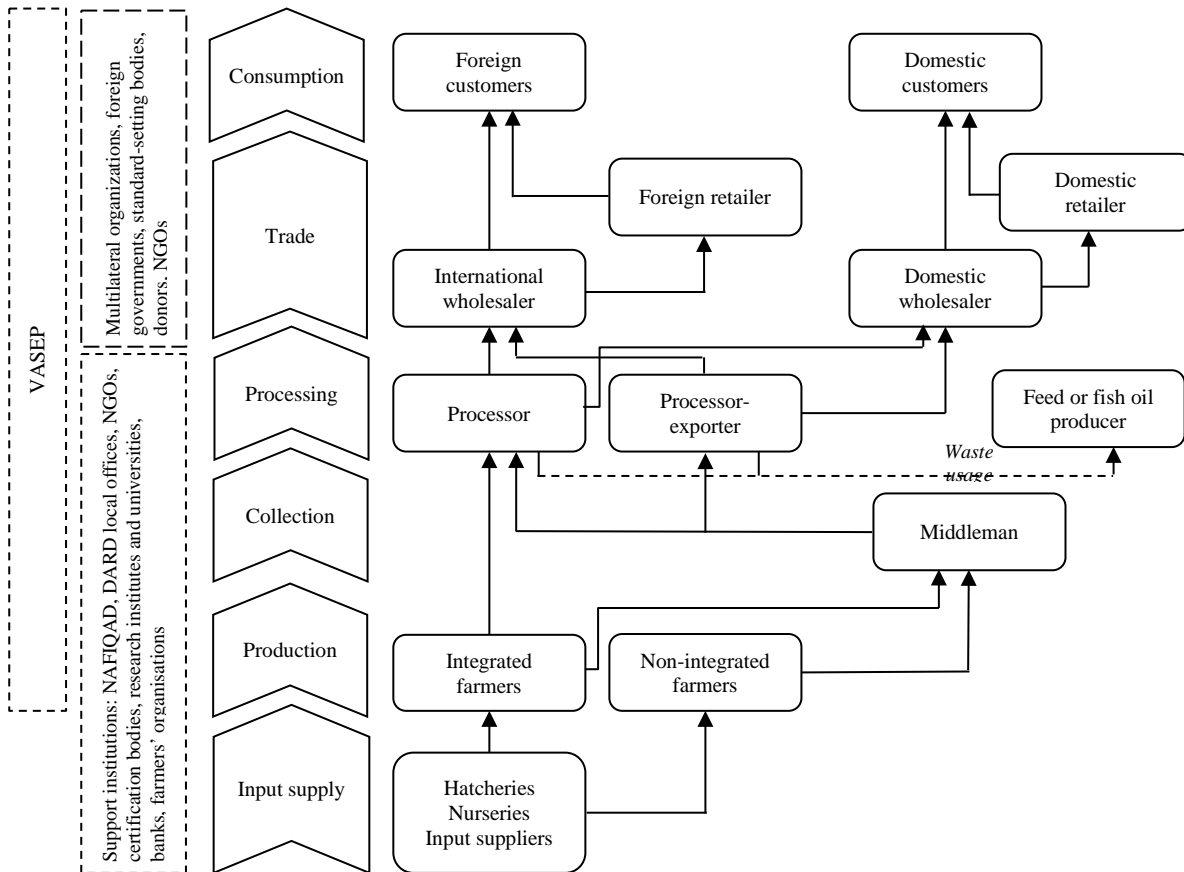 VASEP
Multilateral organizations, foreign
governments, standard-setting bodies,
donors, NGOs
Support institutions: NAFIQAD, DARD local offices, NGOs,
certification bodies, research institutes and universities,
banks, farmers’ organisations
Consumption
Trade
Processing
Collection
Production
Input supply
Foreign
customers
Domestic
customers
Foreign retailer
Domestic
retailer
International
wholesaler
Domestic
wholesaler
Processor
Processor-
exporter
Feed or fish oil
producer
Waste
usage
Middleman
Integrated
farmers
Non-integrated
farmers
Hatcheries
Nurseries
Input suppliers